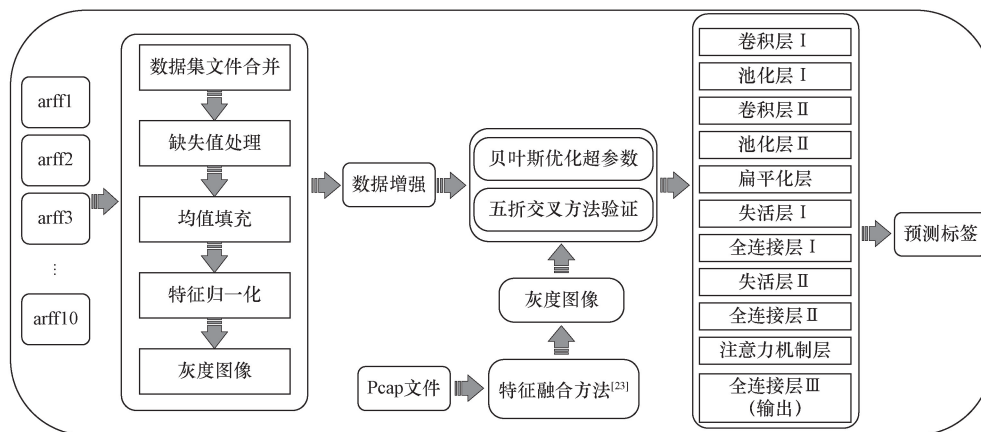 arff1
arff2
arff3
...
arff10
数据集文件合并
缺失值处理
均值填充
特征归一化
灰度图像
数据增强
贝叶斯优化超参数
五折交叉方法验证
灰度图像
Pcap文件
特征融合方法[23]
卷积层Ⅰ
池化层Ⅰ
卷积层Ⅱ
池化层Ⅱ
扁平化层
失活层Ⅰ
全连接层Ⅰ
失活层Ⅱ
全连接层Ⅱ
注意力机制层
全连接层Ⅲ
(输出)
预测标签